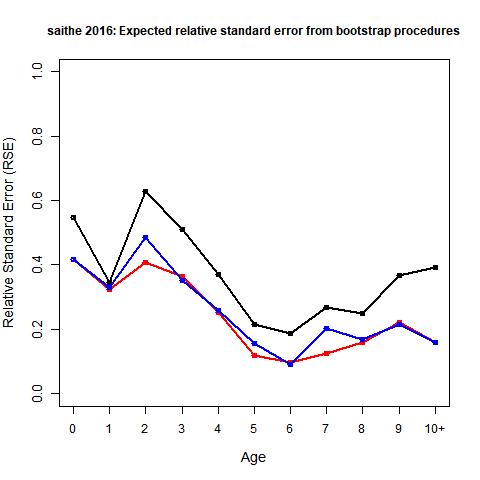 saithe 2016: Expected relative standard error from bootstrap procedures
Relative Standard Error (RSE)
1.0
0.8
0.6
0.4
0.2
0.0
0 1 2 3 4 5 6 7 8 9 10+
Age